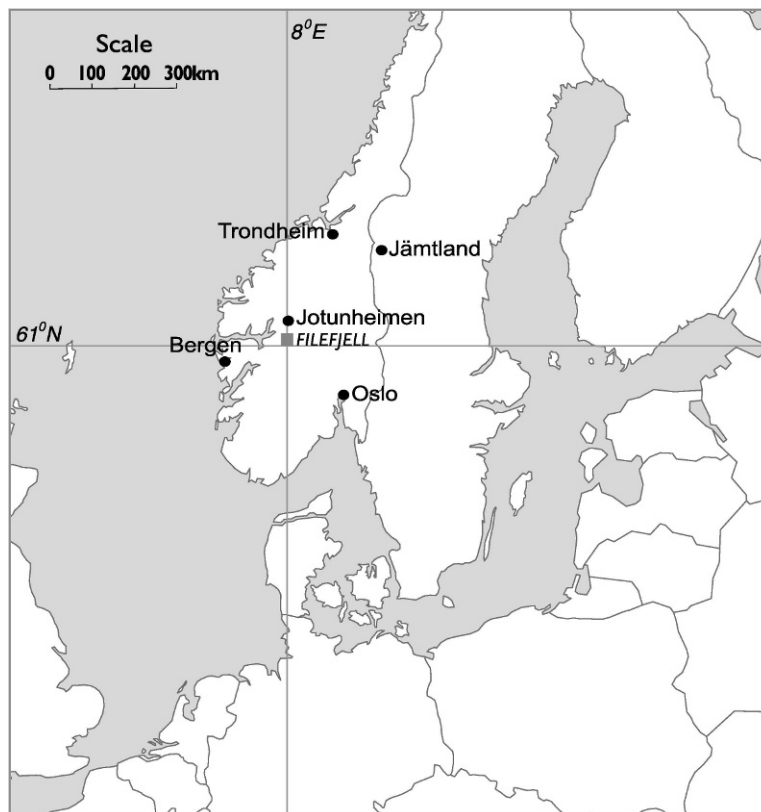 8⁰E
Scale
0 100 200 300km
Trondheim
Jämtland
Jotunheimen
61⁰N
FILEFJELL
Bergen
Oslo